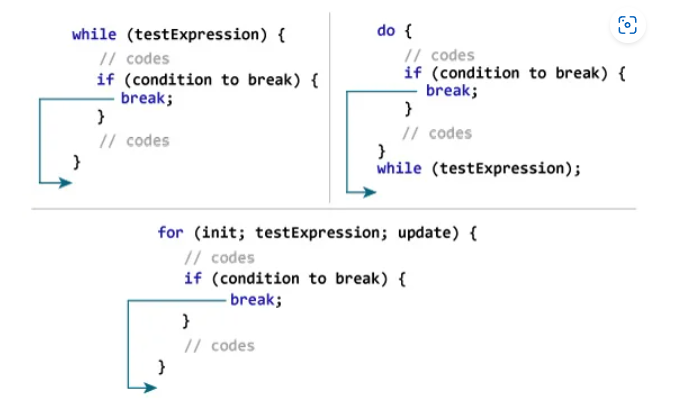 while (testExpression) {
// codes
if (condition to break) {
break;
}
// codes
}
do {
// codes
if (condition to break) {
break;
}
// codes
}
while (testExpression);
for (init; testExpression; update) {
// codes
if (condition to break) {
break;
}
// codes
}